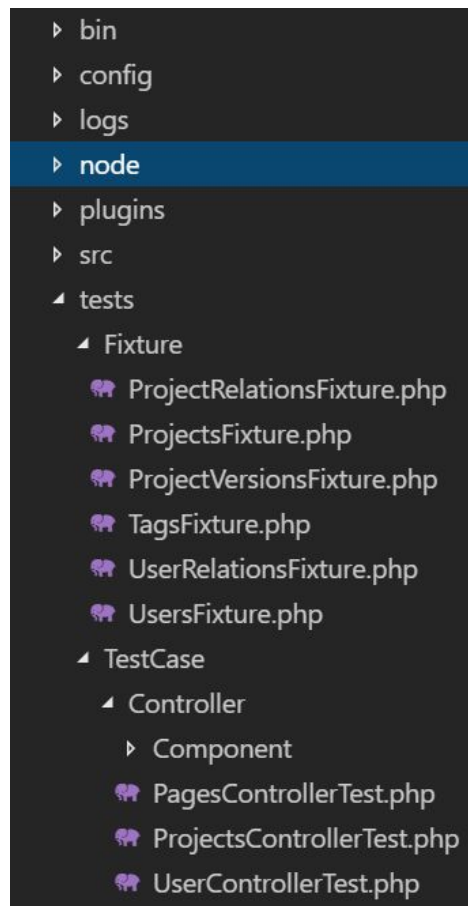 bin
config
logs
node
plugins
src
tests
Fixture
ProjectRelationsFixture.php
ProjectsFixture.php
ProjectVersionsFixture.php
TagsFixture.php
UserRelationsFixture.php
UsersFixture.php
TestCase
Controller
Component
PagesControllerTest.php
ProjectsControllerTest.php
UserControllerTest.php